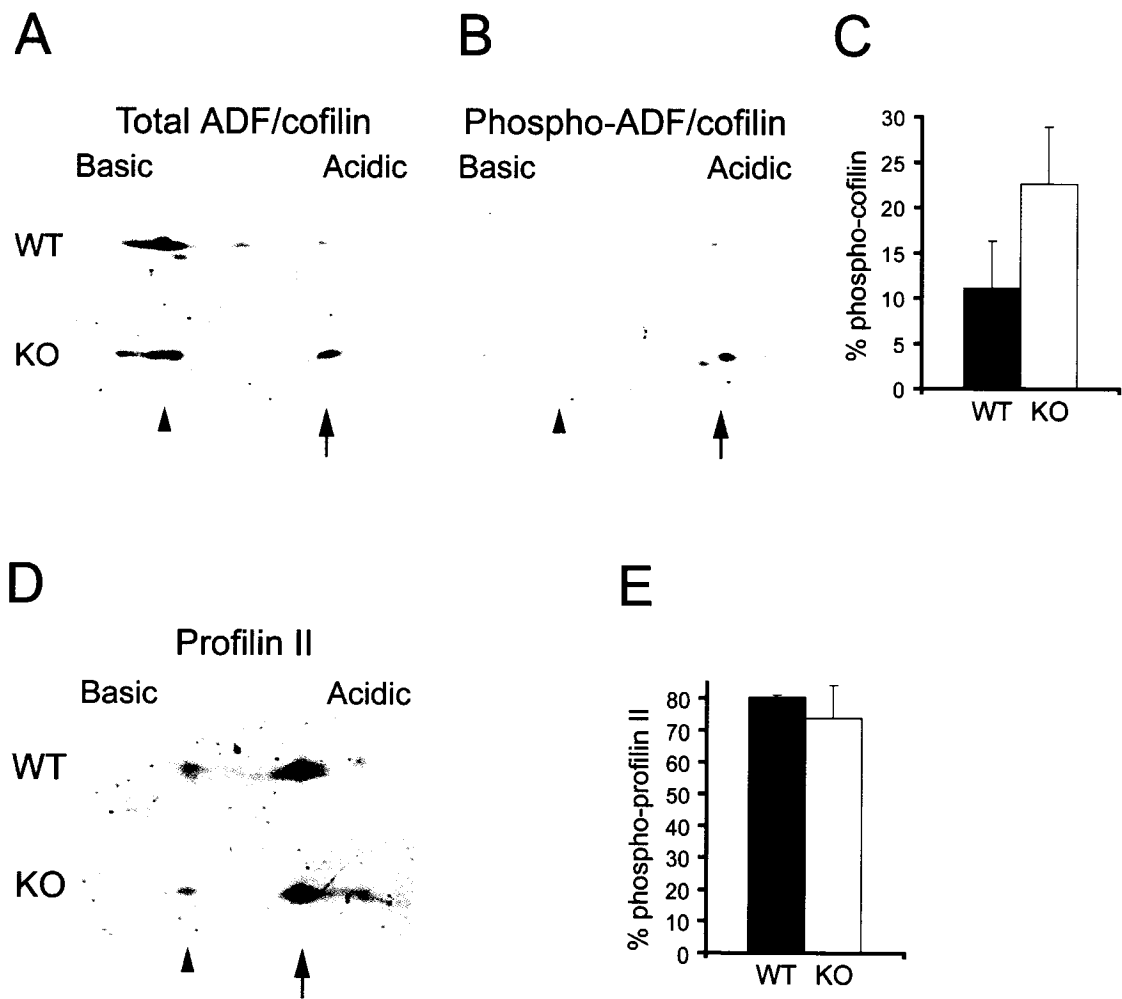 A
B
C
Total ADF/cofilin
Phospho-ADF/cofilin
Basic
Acidic
Basic
Acidic
WT
KO
% phospho-cofilin
30
25
20
15
10
5
0
WT KO
D
E
Profilin II
Basic
Acidic
WT
KO
% phospho-profilin II
80
70
60
50
40
30
20
10
0
WT KO